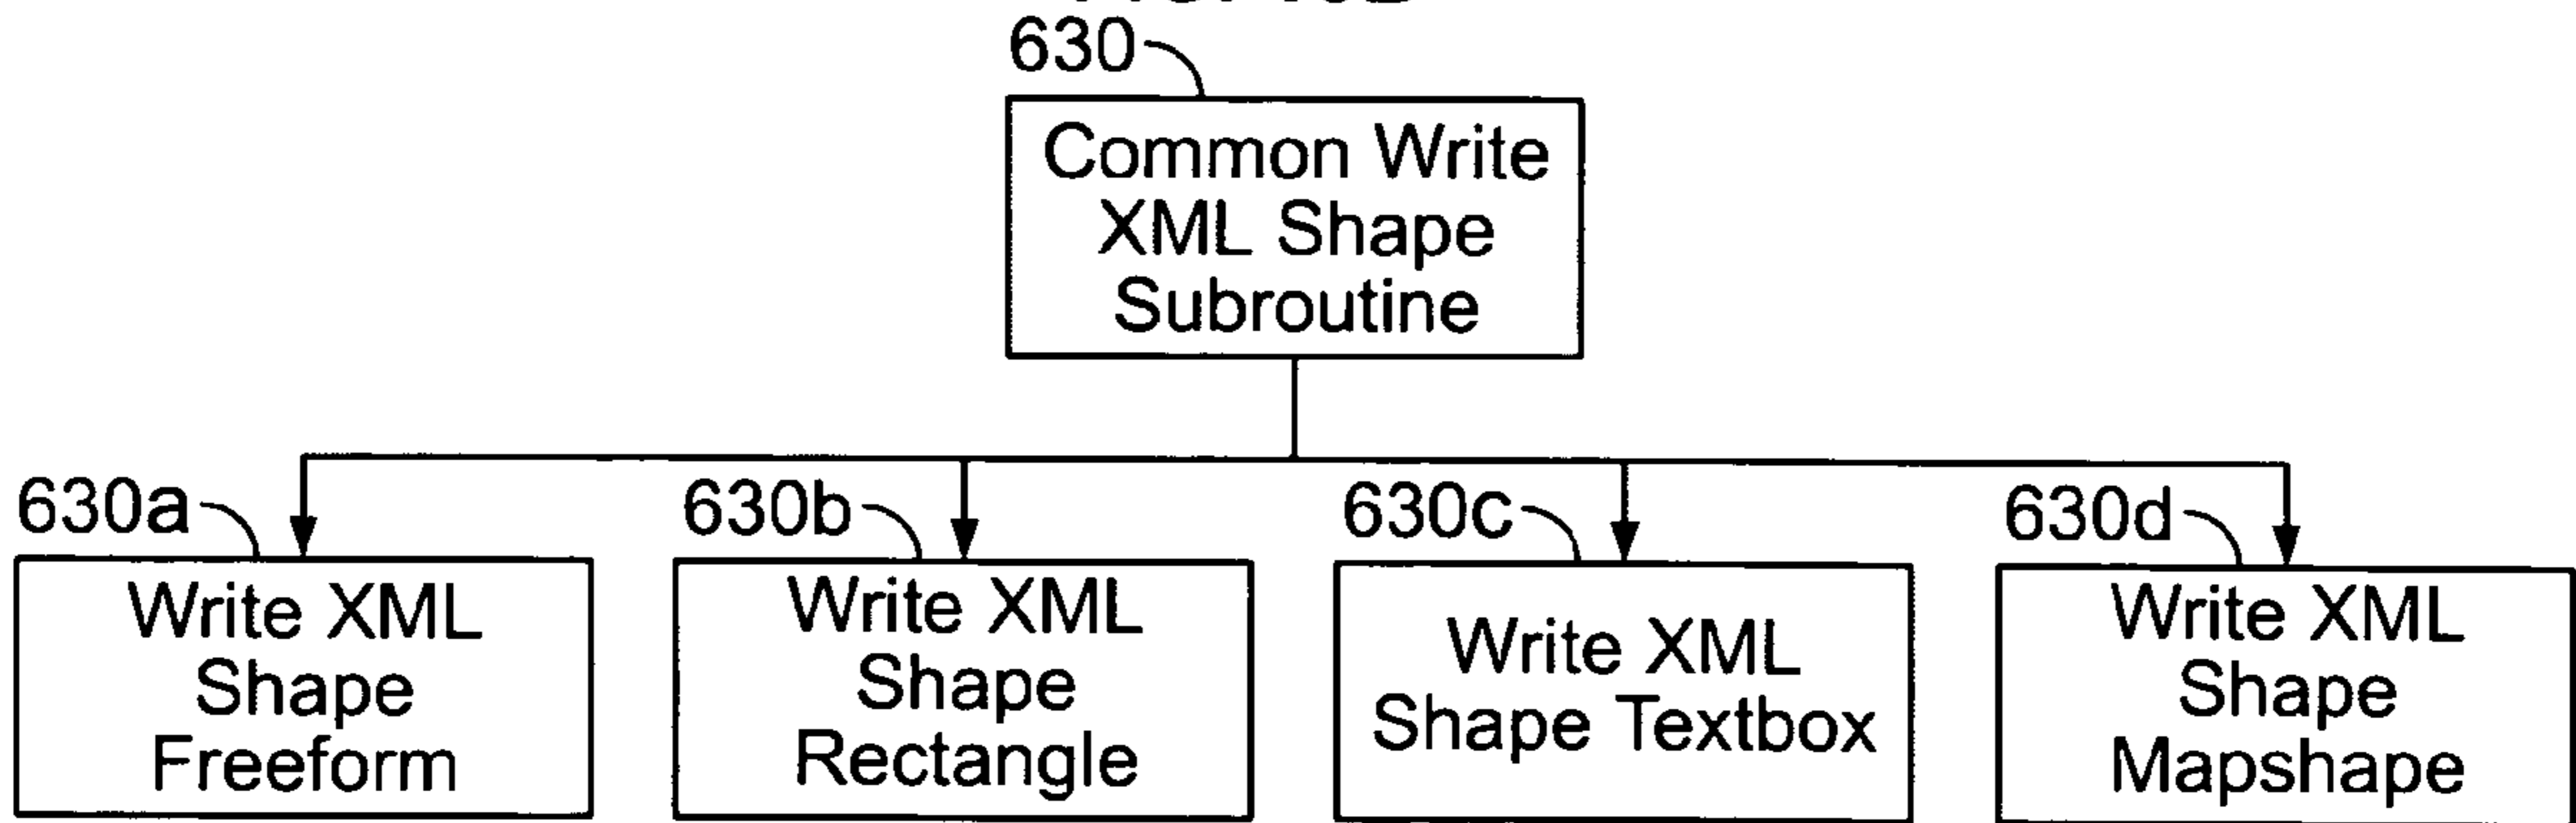 630
Common Write
XML Shape
Subroutine
630a
630b
630c
630d
Write XML
Shape
Freeform
Write XML
Shape
Rectangle
Write XML
Shape Textbox
Write XML
Shape
Mapshape